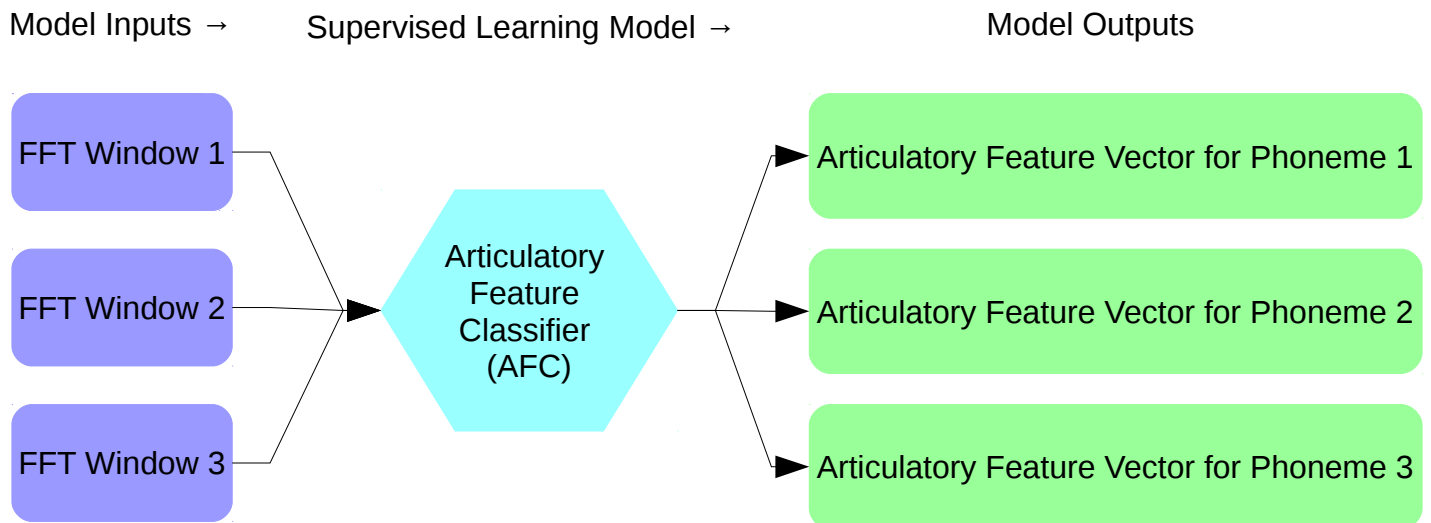 Model Inputs →
Supervised Learning Model →
Model Outputs
FFT Window 1
FFT Window 2
FFT Window 3
Articulatory
Feature
Classifier
(AFC)
Articulatory Feature Vector for Phoneme 1
Articulatory Feature Vector for Phoneme 2
Articulatory Feature Vector for Phoneme 3